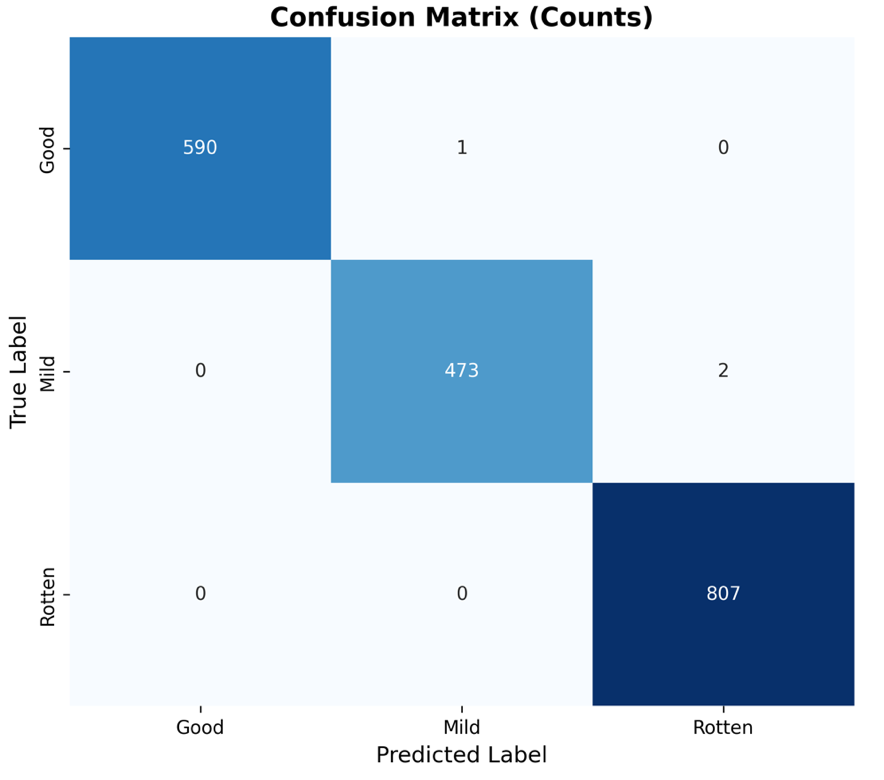 Confusion Matrix (Counts)
True Label
Good
590
1
0
Mild
0
473
2
Rotten
0
0
807
Good
Mild
Rotten
Predicted Label